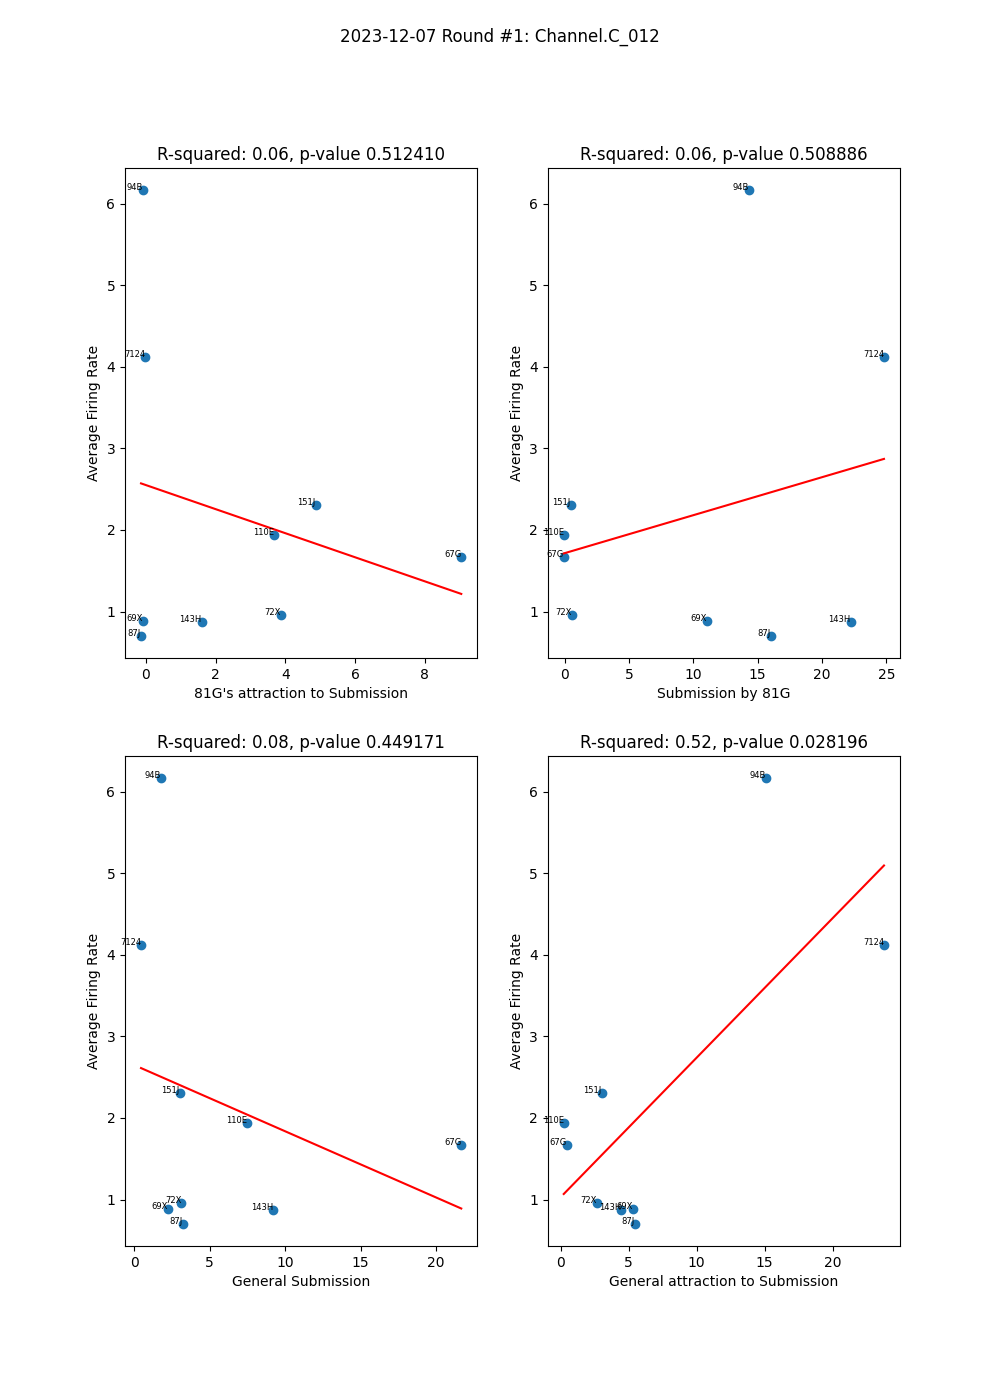 2023-12-07 Round #1: Channel.C_012
R-squared: 0.06, p-value 0.512410
Average Firing Rate
6
5
4
3
2
1
94B
7124
151J
110E
67G
72X
69X
143H
87J
0 2 4 6 8
81G's attraction to Submission
R-squared: 0.06, p-value 0.508886
Average Firing Rate
6
5
4
3
2
1
94B
7124
151J
110E
67G
72X
69X
143H
87J
0 5 10 15 20 25
Submission by 81G
R-squared: 0.08, p-value 0.449171
Average Firing Rate
6
5
4
3
2
1
94B
7124
151J
110E
67G
72X
69X
143H
87J
0 5 10 15 20
General Submission
R-squared: 0.52, p-value 0.028196
Average Firing Rate
6
5
4
3
2
1
94B
7124
151J
110E
67G
72X
143H
69X
87J
0 5 10 15 20
General attraction to Submission